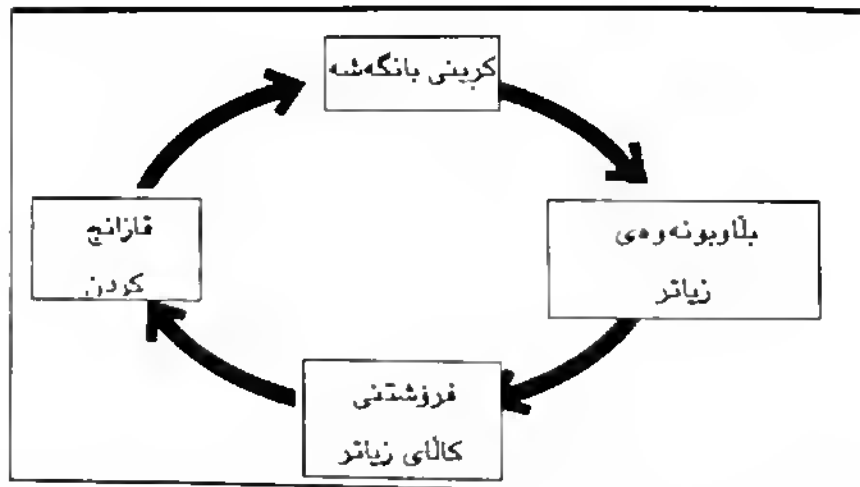 کڕینی بانگەشە
بڵاوبونەوەی
زیاتر
فرۆشتنی
کاڵای زیاتر
قازانج
کردن